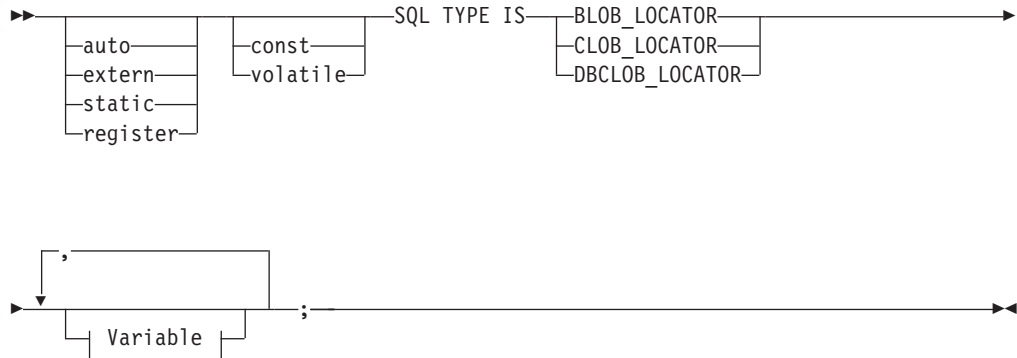 SQL TYPE IS BLOB_LOCATOR
auto const CLOB_LOCATOR
extern volatile DBCLOB_LOCATOR
static
register
,
;
Variable